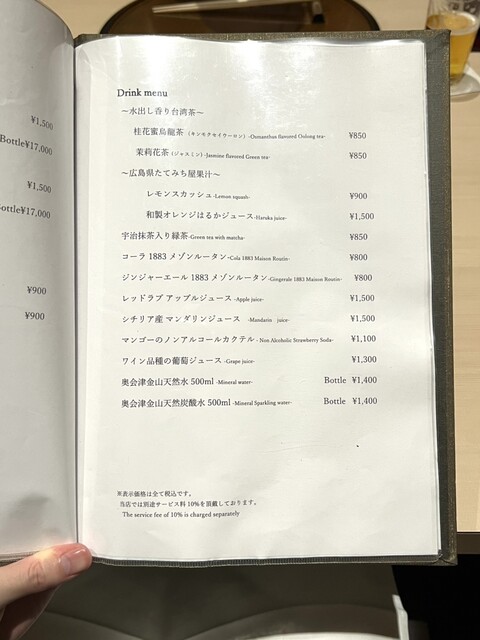 ¥1,500
Bottle¥17,000
¥1,500
ottle¥17,000
¥900
¥900
Drink menu
～水出し香り台湾茶～
桂花蜜烏龍茶 （キンモクセイウーロン）-Osmanthus flavored Oolong tea- ¥850
茉莉花茶（ジャスミン）-Jasmine flavored Green tea- ¥850
～広島県たてみち屋果汁～
レモンスカッシュ-Lemon squash- ¥900
和製オレンジはるかジュース-Haruka juice- ¥1,500
宇治抹茶入り緑茶-Green tea with matcha- ¥850
コーラ 1883 メゾンルータン-Cola 1883 Maison Routin- ¥800
ジンジャーエール 1883 メゾンルータン-Gingerale 1883 Maison Routin- ¥800
レッドラブ アップルジュース -Apple juice- ¥1,500
シチリア産 マンダリンジュース -Mandarin juice- ¥1,500
マンゴーのノンアルコールカクテル - Non Alcoholic Strawberry Soda- ¥1,100
ワイン品種の葡萄ジュース -Grape juice- ¥1,300
奥会津金山天然水 500ml -Mineral water- Bottle ¥1,400
奥会津金山天然炭酸水 500ml -Mineral Sparkling water- Bottle ¥1,400
※表示価格は全て税込です。
当店では別途サービス料 10%を頂戴しております。
The service fee of 10% is charged separately